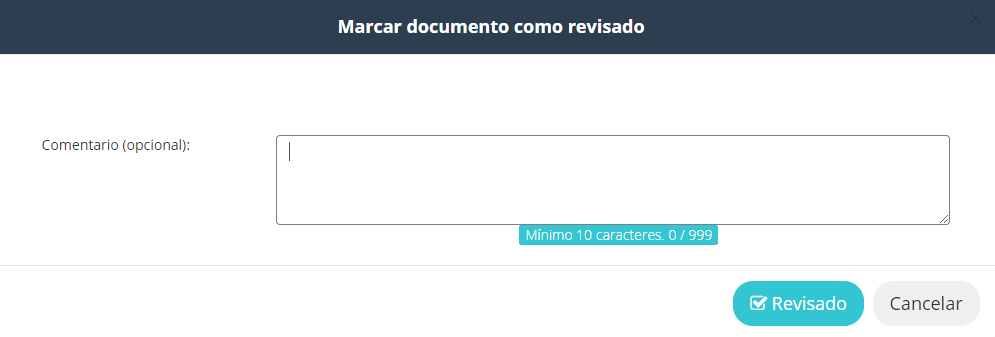 Marcar documento como revisado
×
Comentario (opcional):
Mínimo 10 caracteres. 0 / 999
Revisado
Cancelar